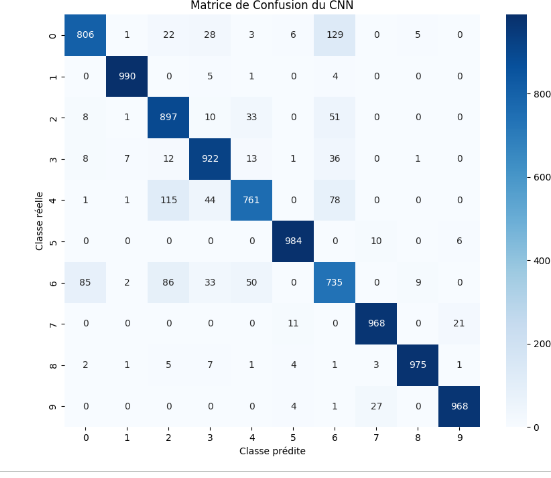 Matrice de Confusion du CNN
0 806 1 22 28 3 6 129 0 5 0
1 0 990 0 5 1 0 4 0 0 0
2 8 1 897 10 33 0 51 0 0 0
3 8 7 12 922 13 1 36 0 1 0
4 1 1 115 44 761 0 78 0 0 0
5 0 0 0 0 0 984 0 10 0 6
6 85 2 86 33 50 0 735 0 9 0
7 0 0 0 0 0 11 0 968 0 21
8 2 1 5 7 1 4 1 3 975 1
9 0 0 0 0 0 4 1 27 0 968
0 1 2 3 4 5 6 7 8 9
Classe réelle
Classe prédite
800
600
400
200
0